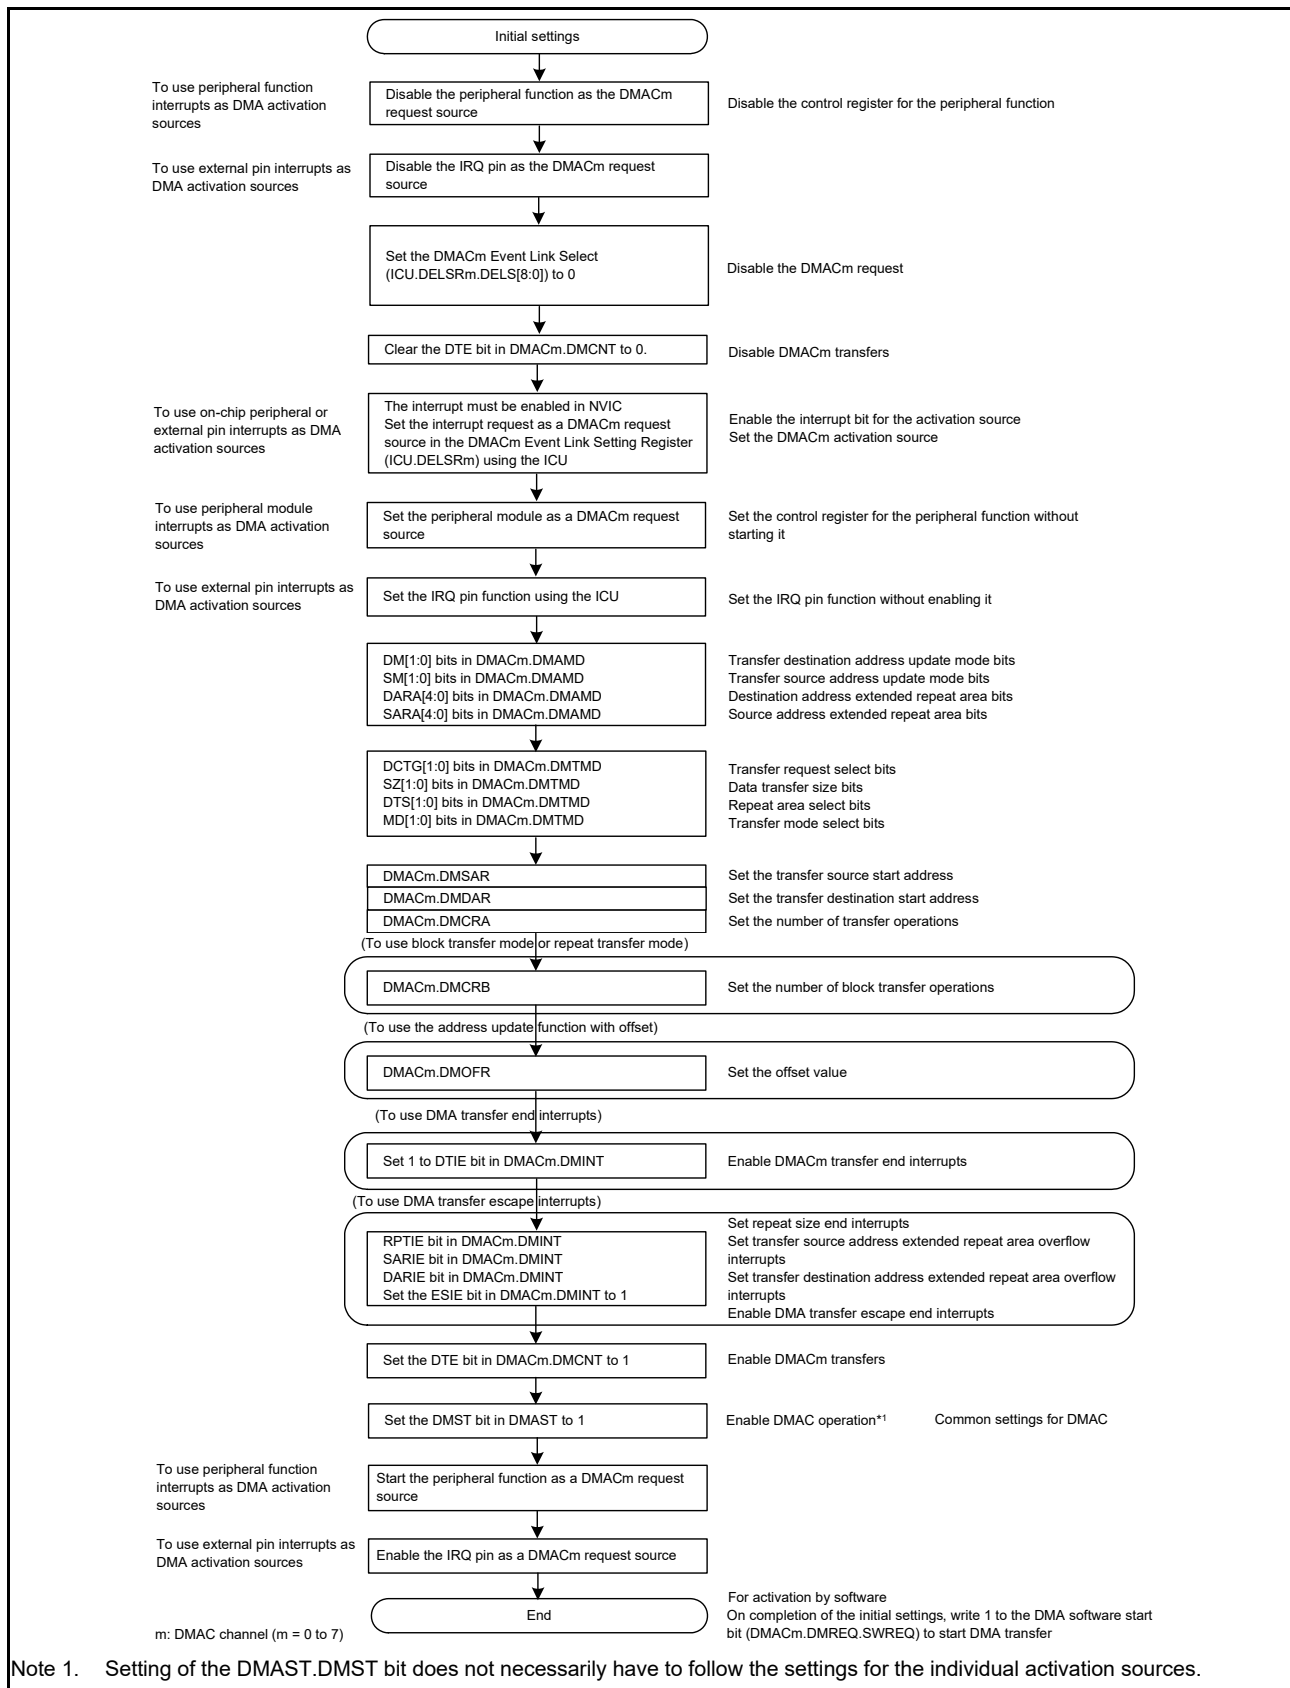 Initial settings
To use peripheral function
interrupts as DMA activation
sources
Disable the peripheral function as the DMACm
request source
Disable the control register for the peripheral function
To use external pin interrupts as
DMA activation sources
Disable the IRQ pin as the DMACm request
source
Set the DMACm Event Link Select
(ICU.DELSRm.DELS[8:0]) to 0
Disable the DMACm request
Clear the DTE bit in DMACm.DMCNT to 0.
Disable DMACm transfers
To use on-chip peripheral or
external pin interrupts as DMA
activation sources
The interrupt must be enabled in NVIC
Set the interrupt request as a DMACm request
source in the DMACm Event Link Setting Register
(ICU.DELSRm) using the ICU
Enable the interrupt bit for the activation source
Set the DMACm activation source
To use peripheral module
interrupts as DMA activation
sources
Set the peripheral module as a DMACm request
source
Set the control register for the peripheral function without
starting it
To use external pin interrupts as
DMA activation sources
Set the IRQ pin function using the ICU
Set the IRQ pin function without enabling it
DM[1:0] bits in DMACm.DMAMD
SM[1:0] bits in DMACm.DMAMD
DARA[4:0] bits in DMACm.DMAMD
SARA[4:0] bits in DMACm.DMAMD
Transfer destination address update mode bits
Transfer source address update mode bits
Destination address extended repeat area bits
Source address extended repeat area bits
DCTG[1:0] bits in DMACm.DMTMD
SZ[1:0] bits in DMACm.DMTMD
DTS[1:0] bits in DMACm.DMTMD
MD[1:0] bits in DMACm.DMTMD
Transfer request select bits
Data transfer size bits
Repeat area select bits
Transfer mode select bits
DMACm.DMSAR
Set the transfer source start address
DMACm.DMDAR
Set the transfer destination start address
DMACm.DMCRA
Set the number of transfer operations
(To use block transfer mode or repeat transfer mode)
DMACm.DMCRB
Set the number of block transfer operations
(To use the address update function with offset)
DMACm.DMOFR
Set the offset value
(To use DMA transfer end interrupts)
Set 1 to DTIE bit in DMACm.DMINT
Enable DMACm transfer end interrupts
(To use DMA transfer escape interrupts)
RPTIE bit in DMACm.DMINT
SARIE bit in DMACm.DMINT
DARIE bit in DMACm.DMINT
Set the ESIE bit in DMACm.DMINT to 1
Set repeat size end interrupts
Set transfer source address extended repeat area overflow
interrupts
Set transfer destination address extended repeat area overflow
interrupts
Enable DMA transfer escape end interrupts
Set the DTE bit in DMACm.DMCNT to 1
Enable DMACm transfers
Set the DMST bit in DMAST to 1
Enable DMAC operation*1
Common settings for DMAC
To use peripheral function
interrupts as DMA activation
sources
Start the peripheral function as a DMACm request
source
To use external pin interrupts as
DMA activation sources
Enable the IRQ pin as a DMACm request source
End
For activation by software
On completion of the initial settings, write 1 to the DMA software start
bit (DMACm.DMREQ.SWREQ) to start DMA transfer
m: DMAC channel (m = 0 to 7)
Note 1. Setting of the DMAST.DMST bit does not necessarily have to follow the settings for the individual activation sources.